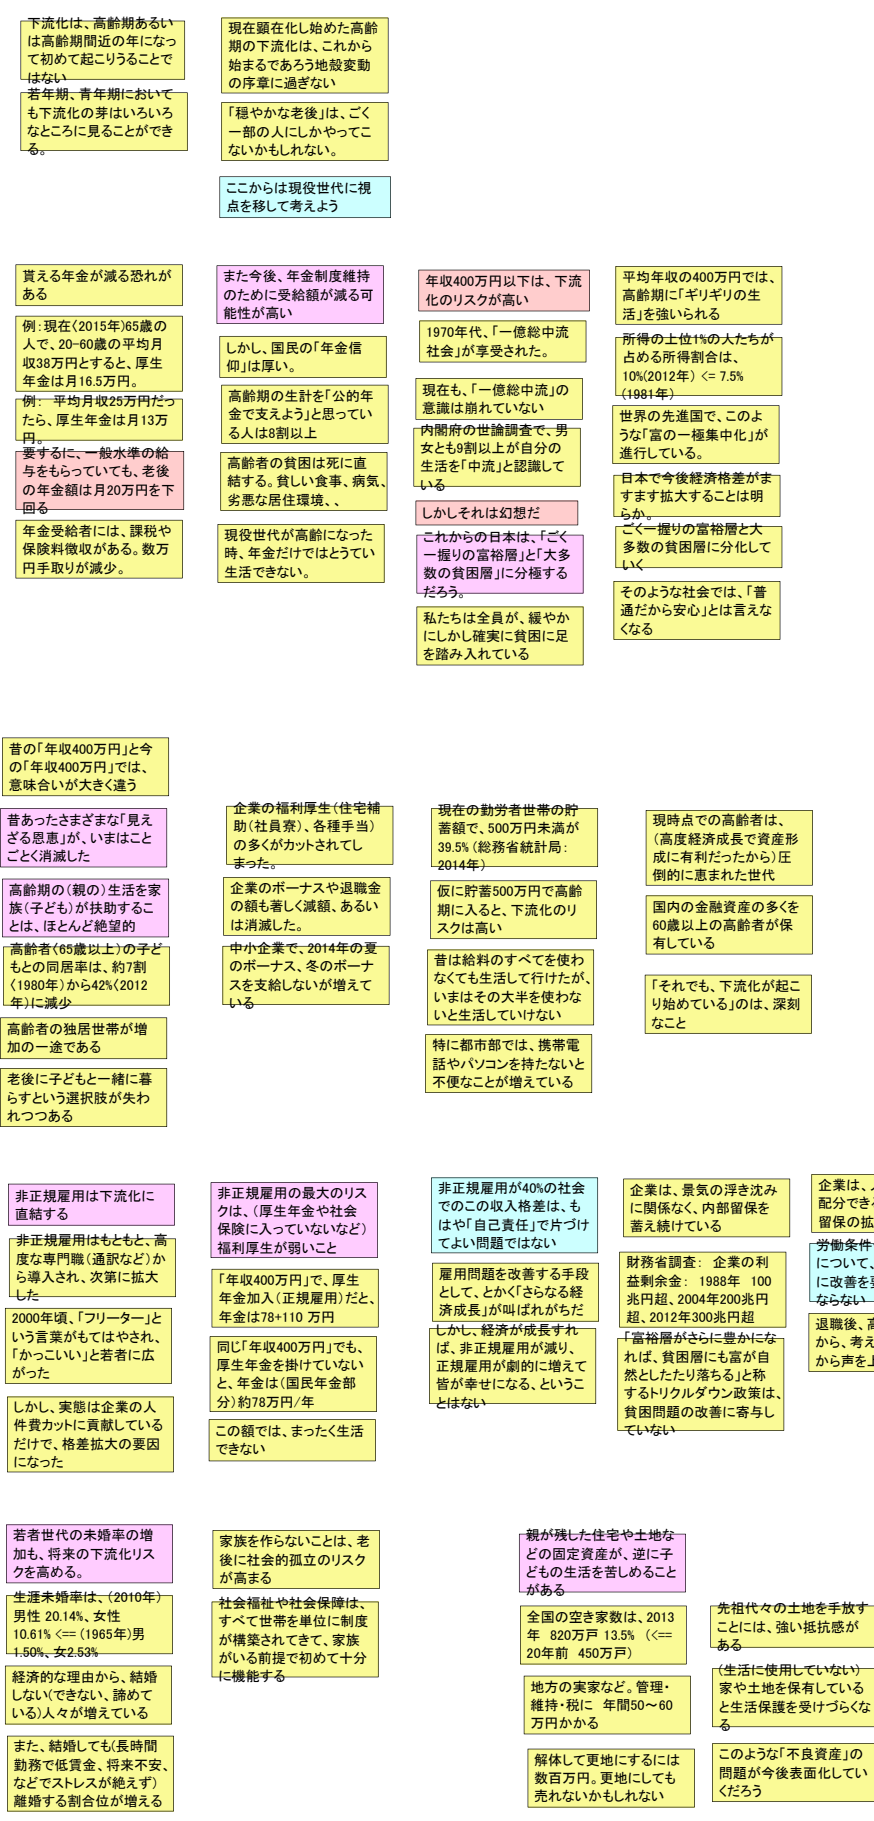 下流化は、高齢期あるい
は高齢期間近の年になっ
て初めて起こりうることで
はない
若年期、青年期において
も下流化の芽はいろいろ
なところに見ることができ
る。
現在顕在化し始めた高齢
期の下流化は、これから
始まるであろう地殻変動
の序章に過ぎない
「穏やかな老後」は、ごく
一部の人にしかやってこ
ないかもしれない。
ここからは現役世代に視
点を移して考えよう
貰える年金が減る恐れが
ある
例:現在(2015年)65歳の
人で、20-60歳の平均月
収38万円とすると、厚生
年金は月16.5万円。
例: 平均月収25万円だっ
たら、厚生年金は月13万
円。
要するに、一般水準の給
与をもらっていても、老後
の年金額は月20万円を下
回る
年金受給者には、課税や
保険料徴収がある。数万
円手取りが減少。
また今後、年金制度維持
のために受給額が減る可
能性が高い
しかし、国民の「年金信
仰」は厚い。
高齢期の生計を「公的年
金で支えよう」と思ってい
る人は8割以上
高齢者の貧困は死に直
結する。貧しい食事、病気、
劣悪な居住環境、、
現役世代が高齢になった
時、年金だけではとうてい
生活できない。
年収400万円以下は、下流
化のリスクが高い
1970年代、「一億総中流
社会」が享受された。
現在も、「一億総中流」の
意識は崩れていない
内閣府の世論調査で、男
女とも9割以上が自分の
生活を「中流」と認識して
いる
しかしそれは幻想だ
これからの日本は、「ごく
一握りの富裕層」と「大多
数の貧困層」に分極する
だろう。
私たちは全員が、緩やか
にしかし確実に貧困に足
を踏み入れている
平均年収の400万円では、
高齢期に「ギリギリの生
活」を強いられる
所得の上位1%の人たちが
占める所得割合は、
10%(2012年) <= 7.5%
(1981年)
世界の先進国で、このよ
うな「富の一極集中化」が
進行している。
日本で今後経済格差がま
すます拡大することは明
らか。
ごく一握りの富裕層と大
多数の貧困層に分化して
いく
そのような社会では、「普
通だから安心」とは言えな
くなる
昔の「年収400万円」と今
の「年収400万円」では、
意味合いが大きく違う
昔あったさまざまな「見え
ざる恩恵」が、いまはこと
ごとく消滅した
高齢期の(親の)生活を家
族(子ども)が扶助するこ
とは、ほとんど絶望的
高齢者(65歳以上)の子ど
もとの同居率は、約7割
(1980年)から42%(2012
年)に減少
高齢者の独居世帯が増
加の一途である
老後に子どもと一緒に暮
らすという選択肢が失わ
れつつある
企業の福利厚生(住宅補
助(社員寮)、各種手当)
の多くがカットされてし
まった。
企業のボーナスや退職金
の額も著しく減額、あるい
は消滅した。
中小企業で、2014年の夏
のボーナス、冬のボーナ
スを支給しないが増えて
いる
現在の勤労者世帯の貯
蓄額で、500万円未満が
39.5%(総務省統計局:
2014年)
仮に貯蓄500万円で高齢
期に入ると、下流化のリ
スクは高い
昔は給料のすべてを使わ
なくても生活して行けたが、
いまはその大半を使わな
いと生活していけない
特に都市部では、携帯電
話やパソコンを持たないと
不便なことが増えている
現時点での高齢者は、
(高度経済成長で資産形
成に有利だったから)圧
倒的に恵まれた世代
国内の金融資産の多くを
60歳以上の高齢者が保
有している
「それでも、下流化が起こ
り始めている」のは、深刻
なこと
非正規雇用は下流化に
直結する
非正規雇用はもともと、高
度な専門職(通訳など)か
ら導入され、次第に拡大
した
2000年頃、「フリーター」と
いう言葉がもてはやされ、
「かっこいい」と若者に広
がった
しかし、実態は企業の人
件費カットに貢献している
だけで、格差拡大の要因
になった
非正規雇用の最大のリス
クは、(厚生年金や社会
保険に入っていないなど)
福利厚生が弱いこと
「年収400万円」で、厚生
年金加入(正規雇用)だと、
年金は78+110 万円
同じ「年収400万円」でも、
厚生年金を掛けていない
と、年金は(国民年金部
分)約78万円/年
この額では、まったく生活
できない
非正規雇用が40%の社会
でのこの収入格差は、も
はや「自己責任」で片づけ
てよい問題ではない
雇用問題を改善する手段
として、とかく「さらなる経
済成長」が叫ばれがちだ
しかし、経済が成長すれ
ば、非正規雇用が減り、
正規雇用が劇的に増えて
皆が幸せになる、というこ
とはない
企業は、景気の浮き沈み
に関係なく、内部留保を
蓄え続けている
財務省調査: 企業の利
益剰余金: 1988年 100
兆円超、2004年200兆円
超、2012年300兆円超
「富裕層がさらに豊かにな
れば、貧困層にも富が自
然としたたり落ちる」と称
するトリクルダウン政策は、
貧困問題の改善に寄与し
ていない
企業は、
配分でき
留保の拡
労働条件
について、
に改善を
ならない
退職後、高
から、考え
から声を上
若者世代の未婚率の増
加も、将来の下流化リス
クを高める。
生涯未婚率は、(2010年)
男性 20.14%、女性
10.61% <== (1965年)男
1.50%、女2.53%
経済的な理由から、結婚
しない(できない、諦めて
いる)人々が増えている
また、結婚しても(長時間
勤務で低賃金、将来不安、
などでストレスが絶えず)
離婚する割合位が増える
家族を作らないことは、老
後に社会的孤立のリスク
が高まる
社会福祉や社会保障は、
すべて世帯を単位に制度
が構築されてきて、家族
がいる前提で初めて十分
に機能する
親が残した住宅や土地な
どの固定資産が、逆に子
どもの生活を苦しめること
がある
全国の空き家数は、2013
年 820万戸 13.5% (<==
20年前 450万戸)
地方の実家など。管理・
維持・税に 年間50～60
万円かかる
解体して更地にするには
数百万円。更地にしても
売れないかもしれない
先祖代々の土地を手放す
ことには、強い抵抗感が
ある
(生活に使用していない)
家や土地を保有している
と生活保護を受けづらくな
る
このような「不良資産」の
問題が今後表面化してい
くだろう